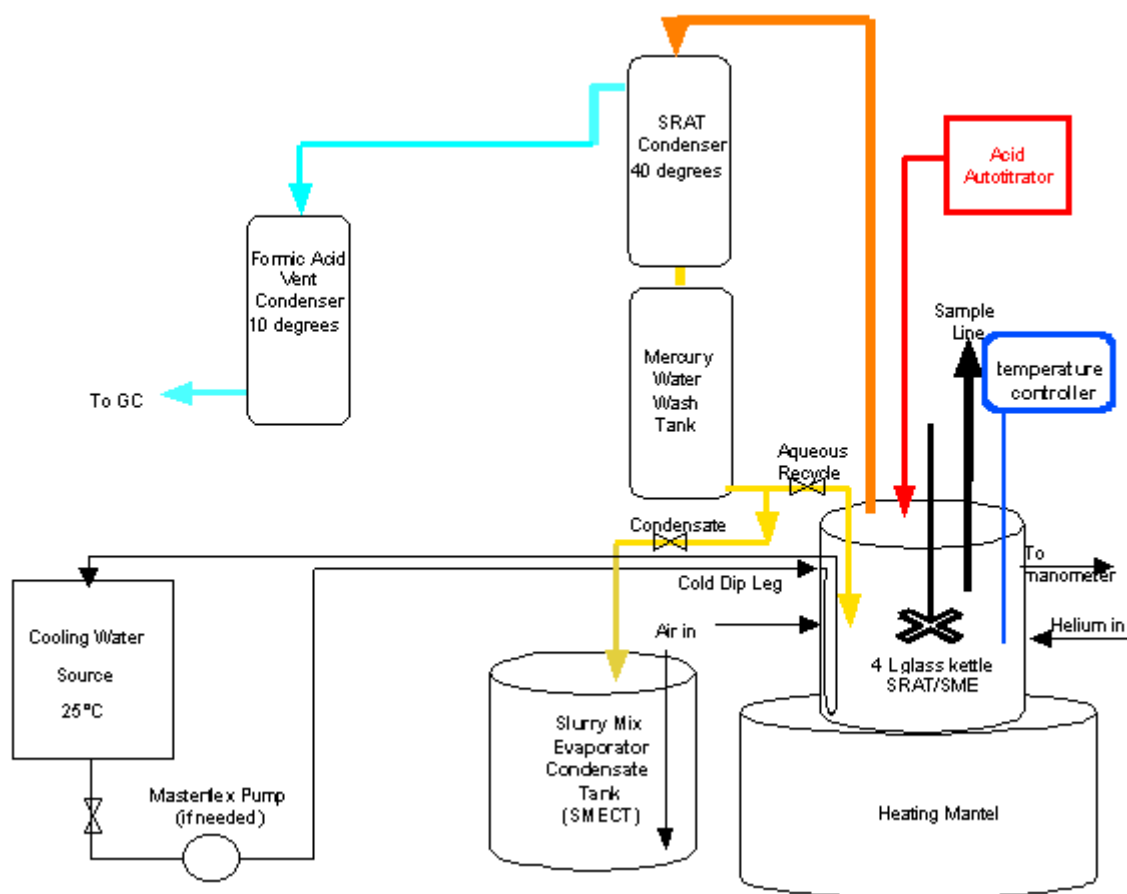 SRAT
Condenser
40 degrees
Acid
Autotitrator
Formic Acid
Vent
Condenser
10 degrees
To GC
Mercury
Water
Wash
Tank
Sample
Line
temperature
controller
Aqueous
Recycle
Condensate
Cold Dip Leg
To
manometer
Air in
Helium in
Cooling Water
Source
25°C
4 L glass kettle
SRAT/SME
Slurry Mix
Evaporator
Condensate
Tank
(SMECT)
Masterflex Pump
(if needed)
Heating Mantel